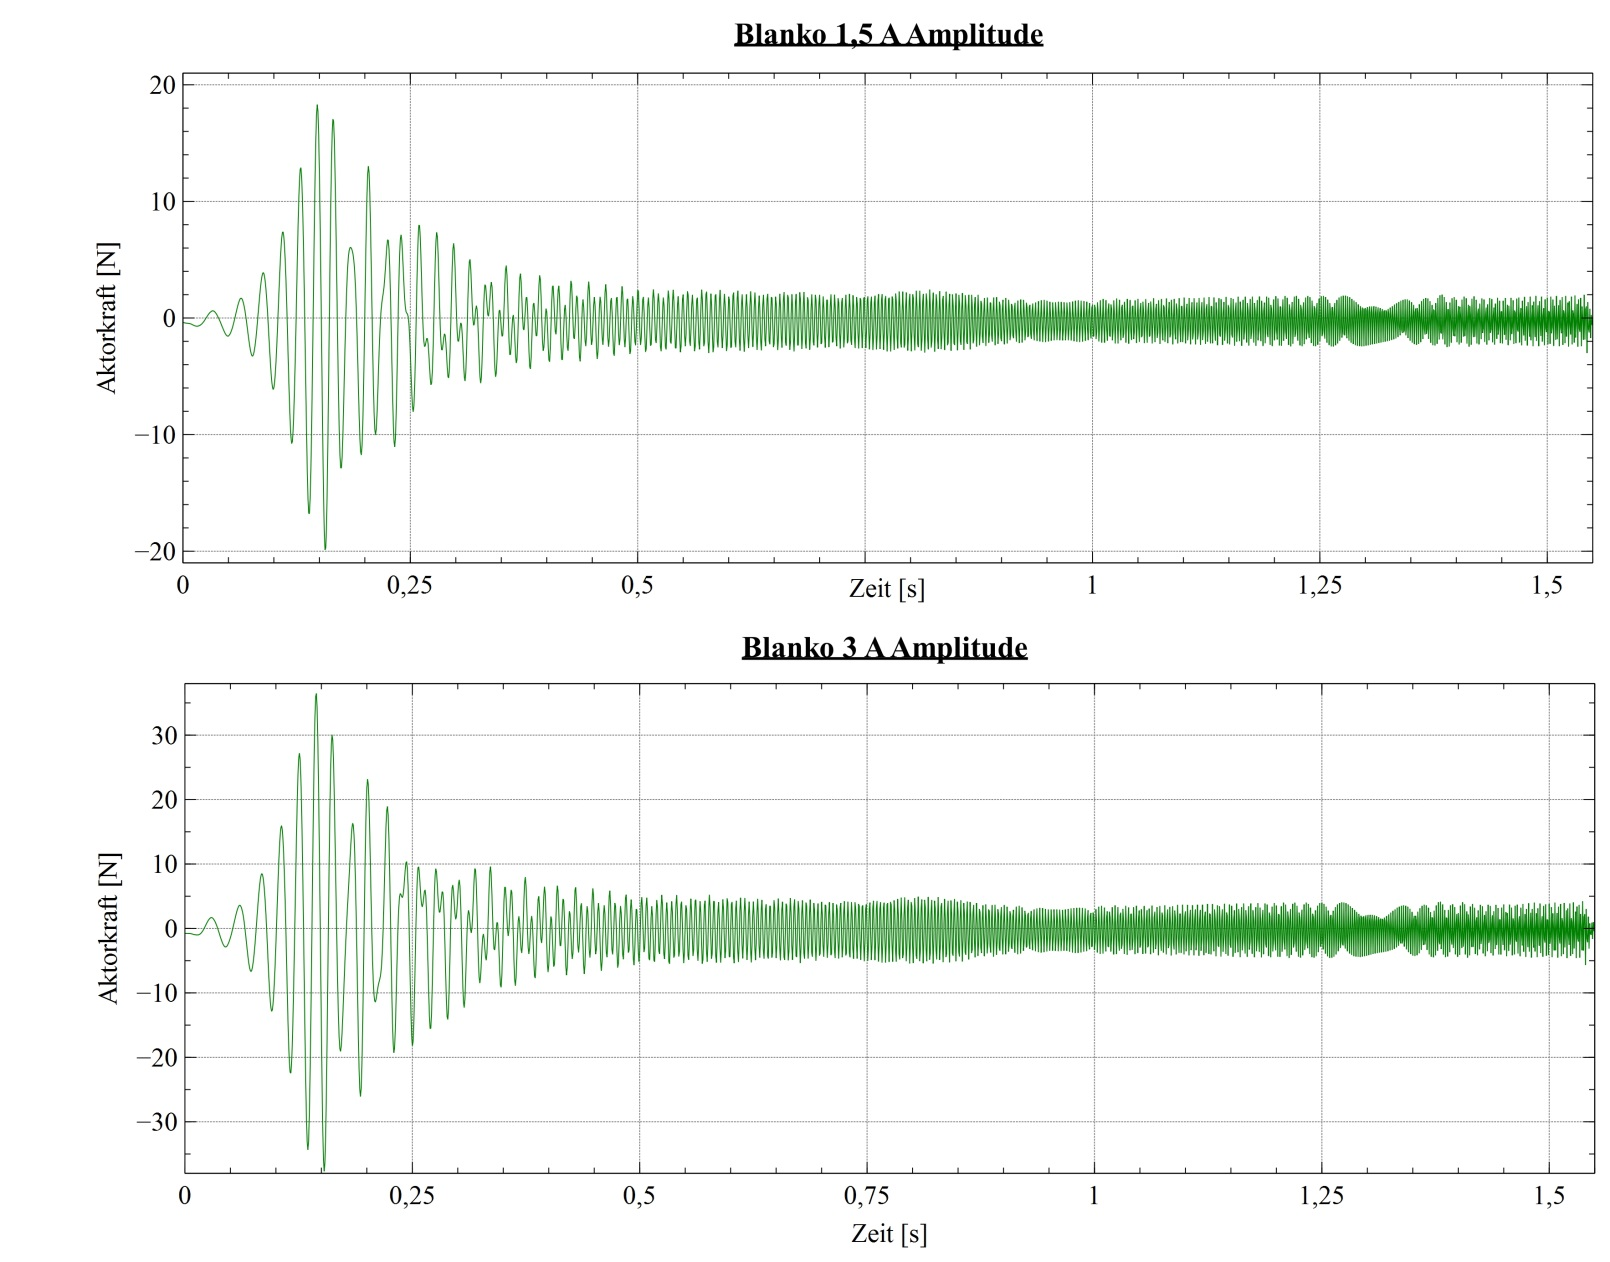 Blanko 1,5 A Amplitude
20
10
0
−10
−20
Aktorkraft [N]
0 0,25 0,5 1 1,25 1,5
Zeit [s]
Blanko 3 A Amplitude
30
20
10
0
−10
−20
−30
Aktorkraft [N]
0 0,25 0,5 0,75 1 1,25 1,5
Zeit [s]